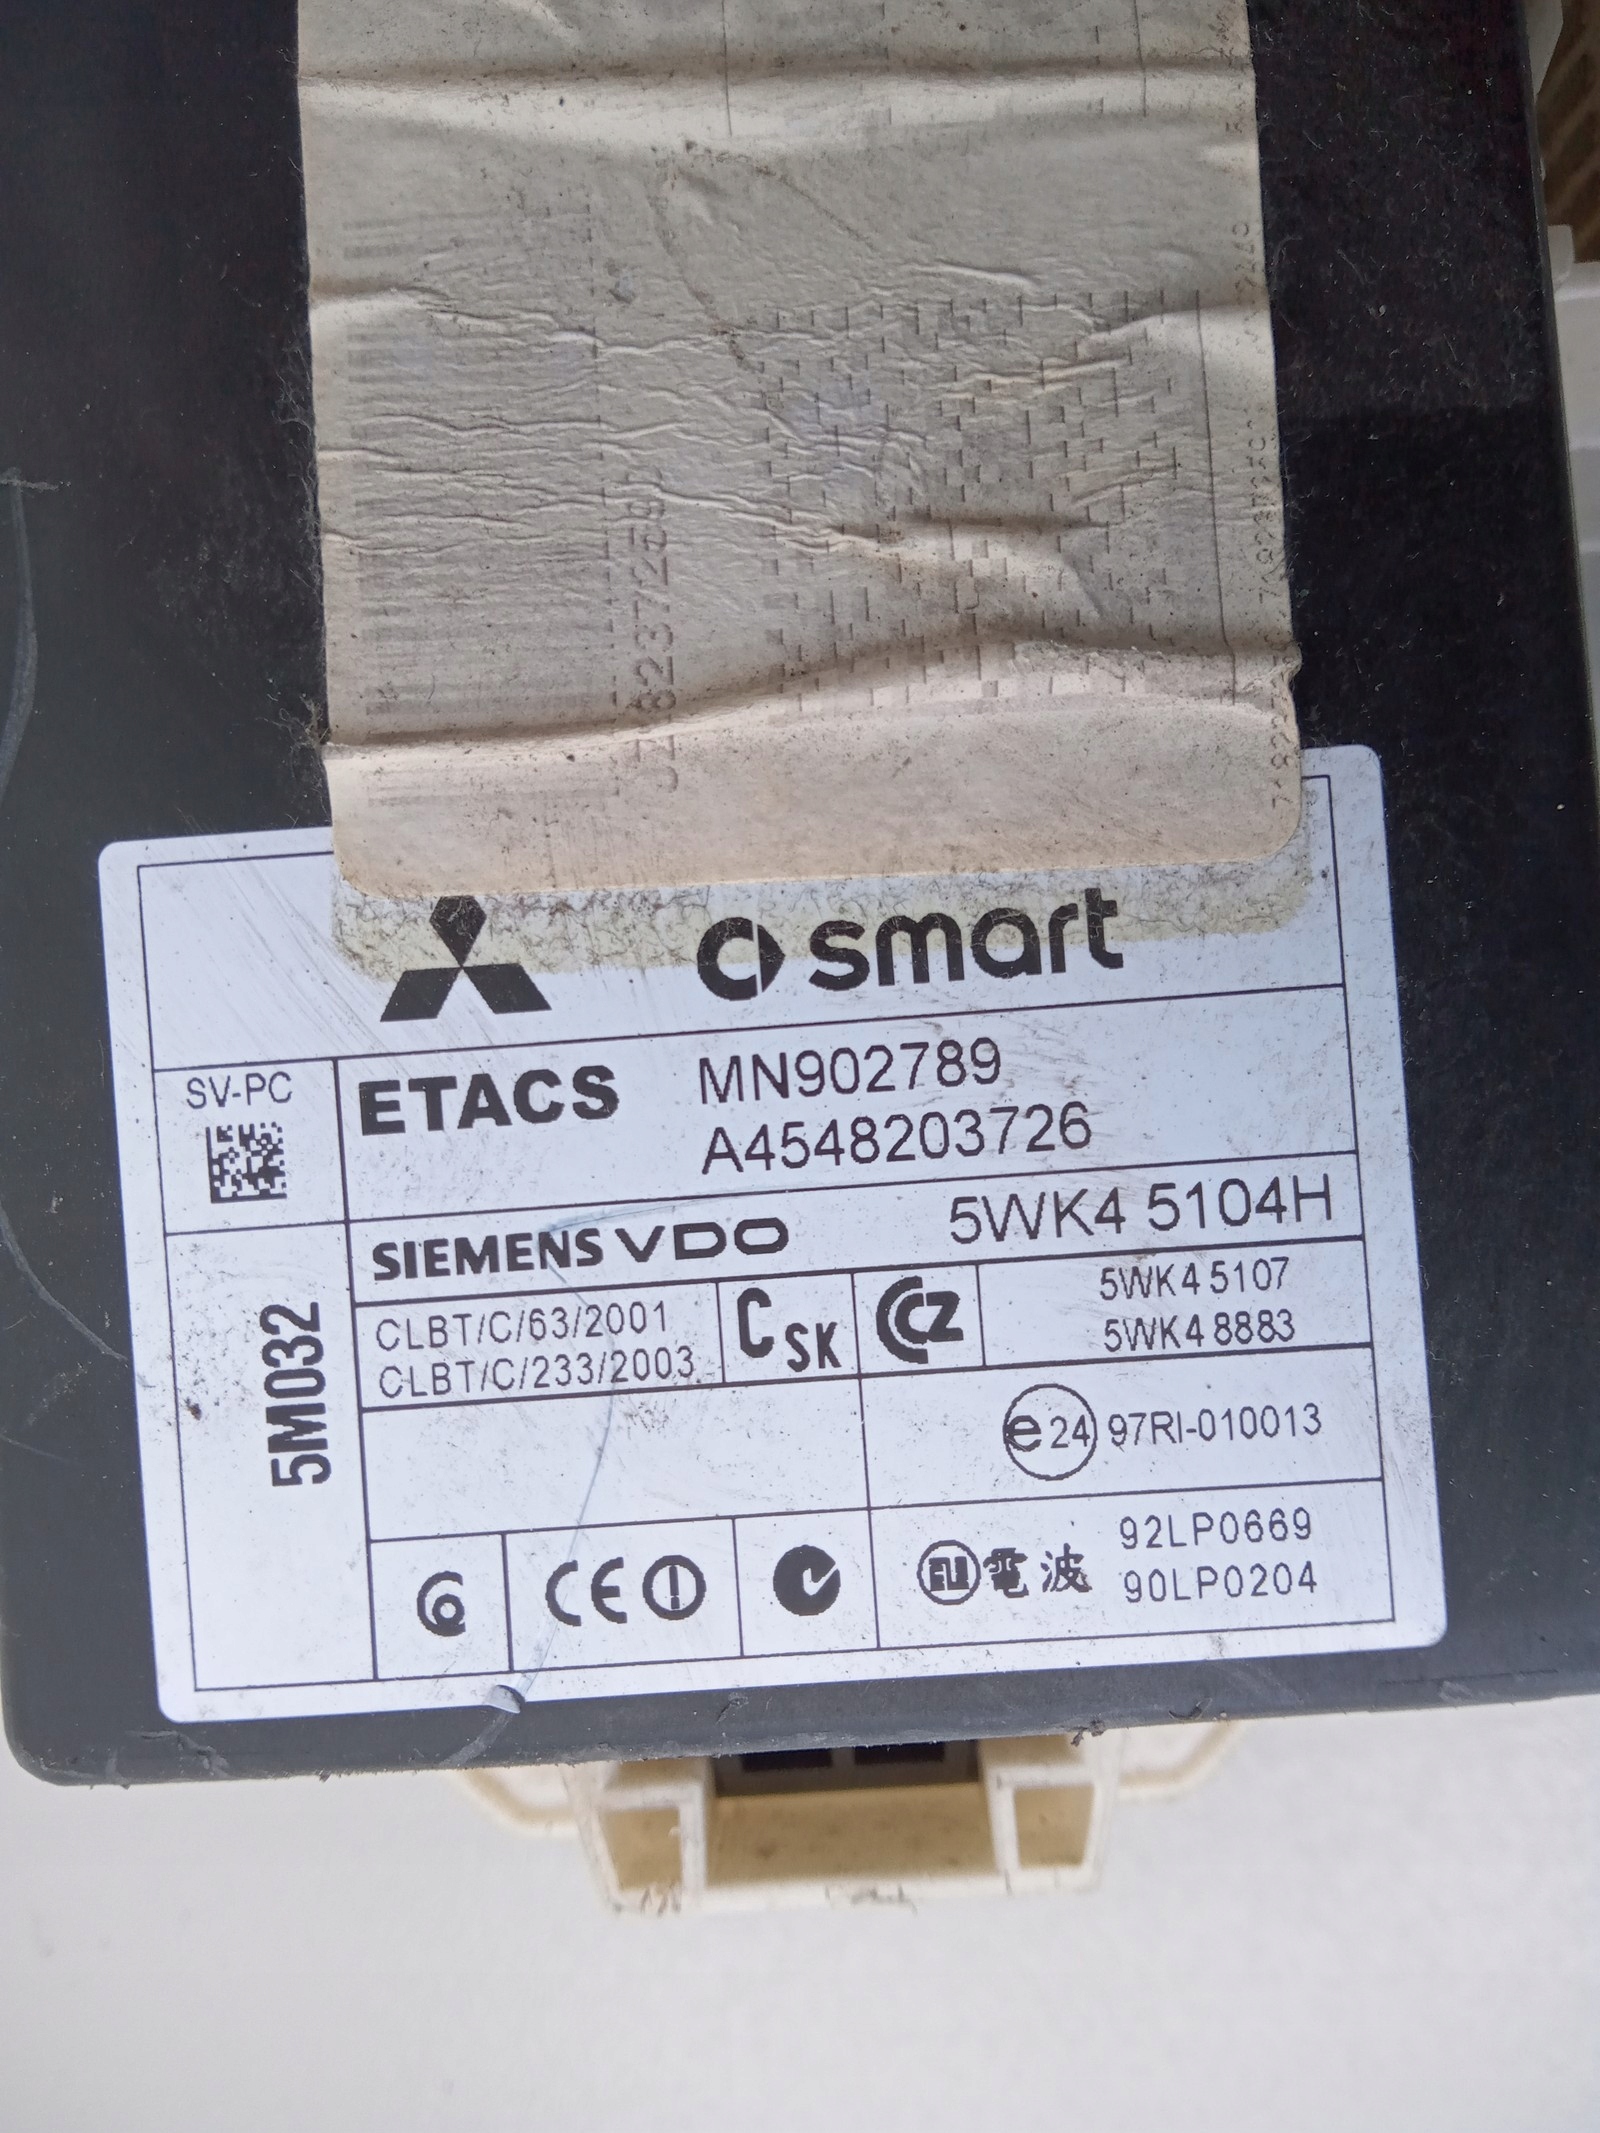 smart
SV-PC
ETACS MN902789
A4548203726
SIEMENS VDO 5WK4 5104H
5M032
CLBT/C/63/2001
CLBT/C/233/2003
CSK
5WK4 5107
5WK4 8883
e24 97RI-010013
CE
電波
92LP0669
90LP0204